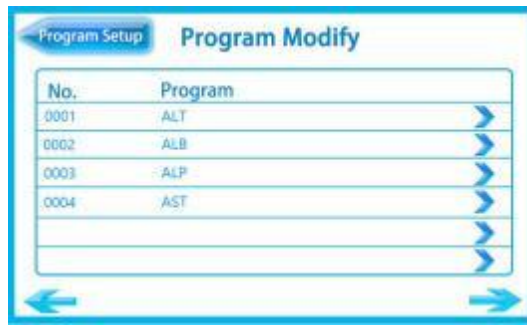 Program Setup Program Modify
No. Program
0001 ALT
0002 ALB
0003 ALP
0004 AST